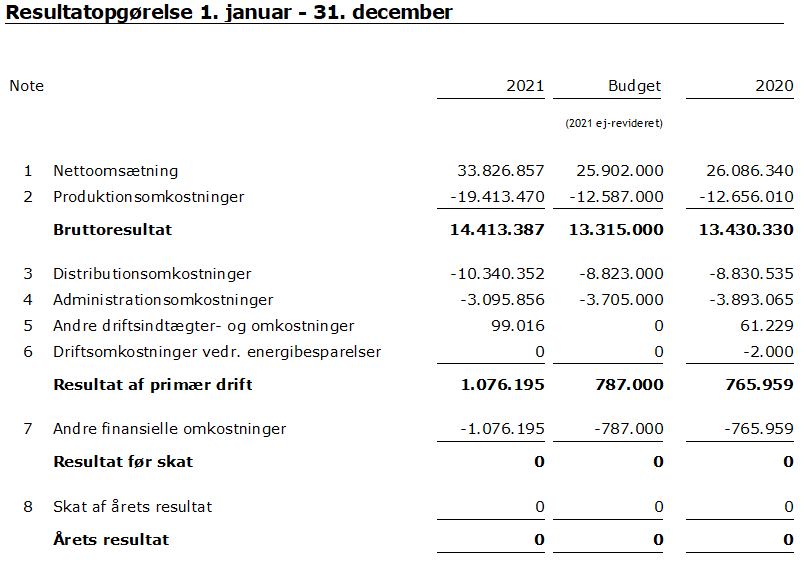 Resultatopgørelse 1. januar - 31. december
Note 2021 Budget 2020
(2021 ej-revideret)
1 Nettoomsætning 33.826.857 25.902.000 26.086.340
2 Produktionsomkostninger -19.413.470 -12.587.000 -12.656.010
Bruttoresultat 14.413.387 13.315.000 13.430.330
3 Distributionsomkostninger -10.340.352 -8.823.000 -8.830.535
4 Administrationsomkostninger -3.095.856 -3.705.000 -3.893.065
5 Andre driftsindtægter- og omkostninger 99.016 0 61.229
6 Driftsomkostninger vedr. energibesparelser 0 0 -2.000
Resultat af primær drift 1.076.195 787.000 765.959
7 Andre finansielle omkostninger -1.076.195 -787.000 -765.959
Resultat før skat 0 0 0
8 Skat af årets resultat 0 0 0
Årets resultat 0 0 0